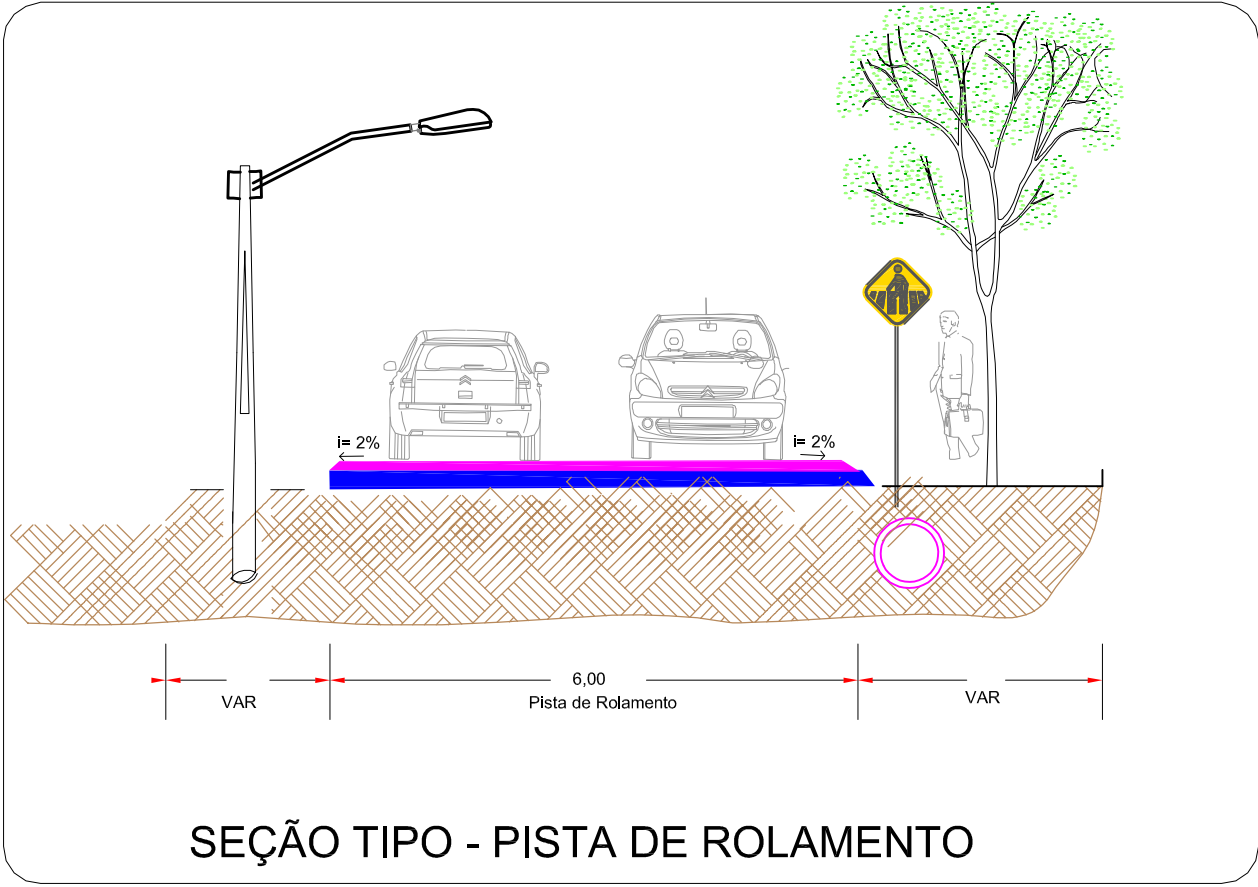 i= 2%
i= 2%
6,00
VAR
Pista de Rolamento
VAR
SEÇÃO TIPO - PISTA DE ROLAMENTO